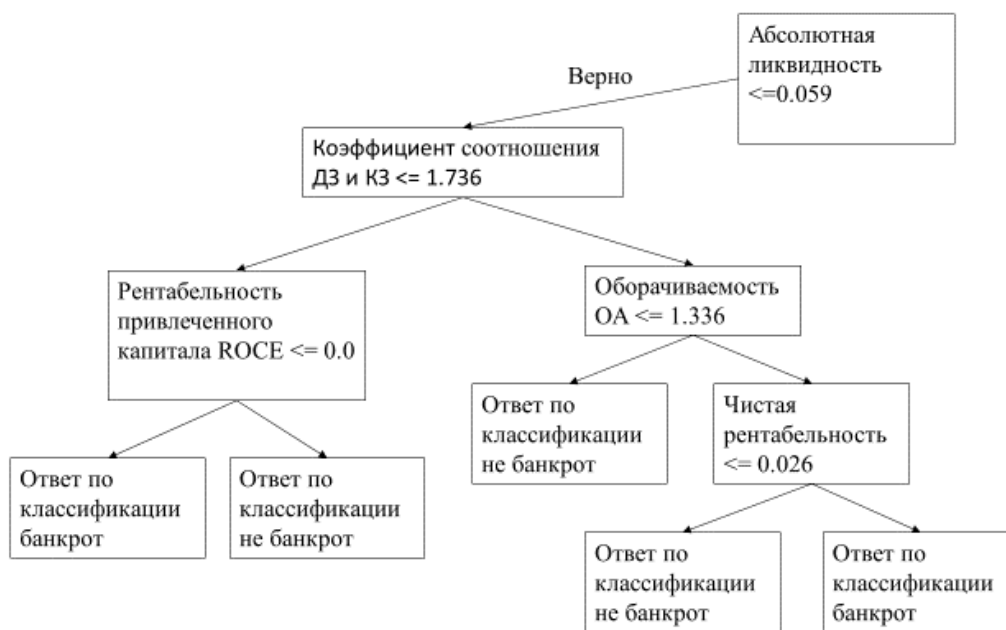 Абсолютная
ликвидность
<=0.059
Верно
Коэффициент соотношения
ДЗ и КЗ <= 1.736
Рентабельность
привлеченного
капитала ROCE <= 0.0
Оборачиваемость
ОА <= 1.336
Ответ по
классификации
не банкрот
Чистая
рентабельность
<= 0.026
Ответ по
классификации
банкрот
Ответ по
классификации
не банкрот
Ответ по
классификации
не банкрот
Ответ по
классификации
банкрот